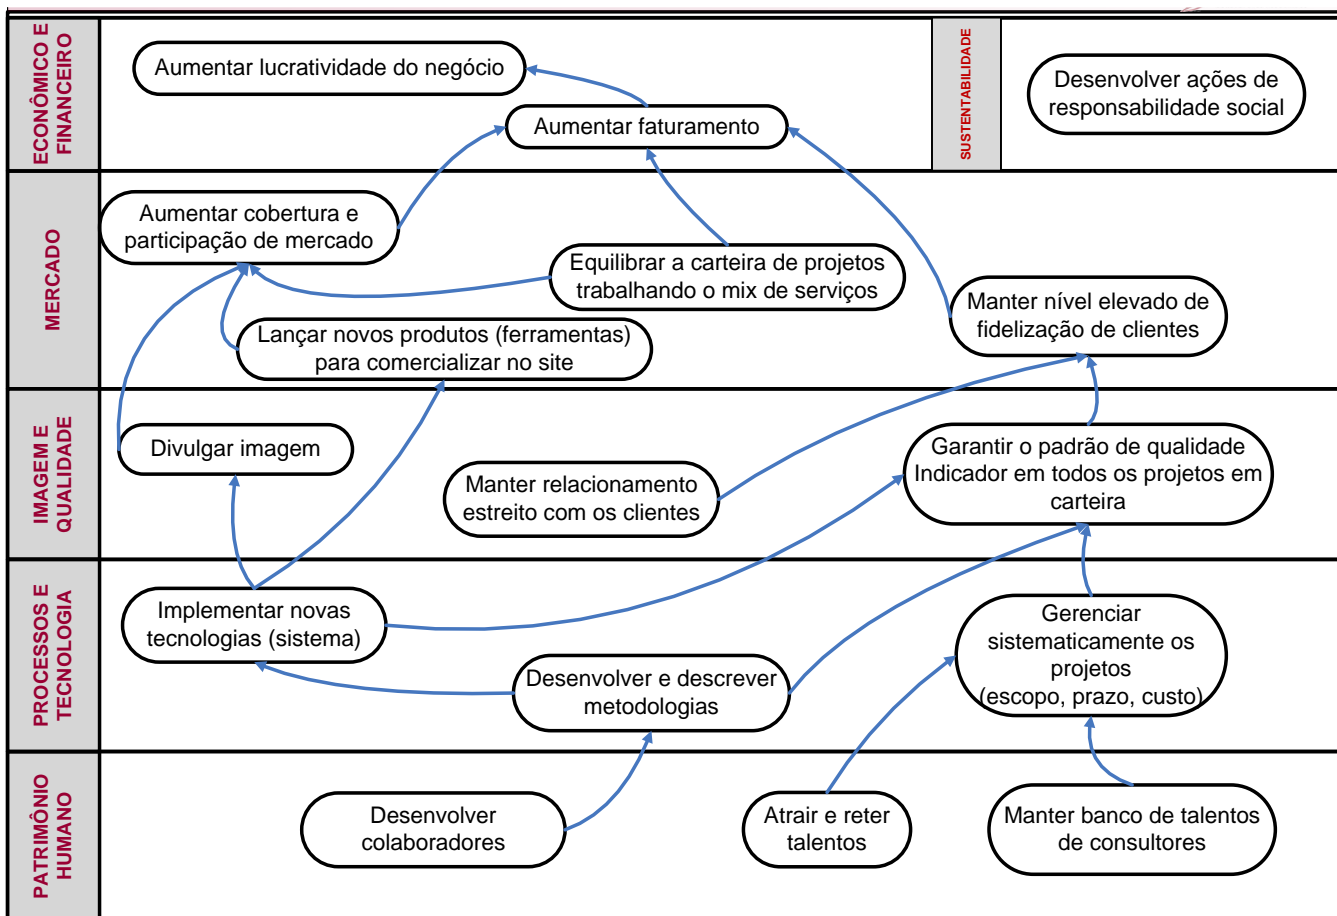 ECONÔMICO E
FINANCEIRO
Aumentar lucratividade do negócio
Aumentar faturamento
SUSTENTABILIDADE
Desenvolver ações de
responsabilidade social
MERCADO
Aumentar cobertura e
participação de mercado
Equilibrar a carteira de projetos
trabalhando o mix de serviços
Manter nível elevado de
fidelização de clientes
Lançar novos produtos (ferramentas)
para comercializar no site
IMAGEM E
QUALIDADE
Divulgar imagem
Manter relacionamento
estreito com os clientes
Garantir o padrão de qualidade
Indicador em todos os projetos em
carteira
PROCESSOS E
TECNOLOGIA
Implementar novas
tecnologias (sistema)
Desenvolver e descrever
metodologias
Gerenciar
sistematicamente os
projetos
(escopo, prazo, custo)
PATRIMÔNIO
HUMANO
Desenvolver
colaboradores
Atrair e reter
talentos
Manter banco de talentos
de consultores